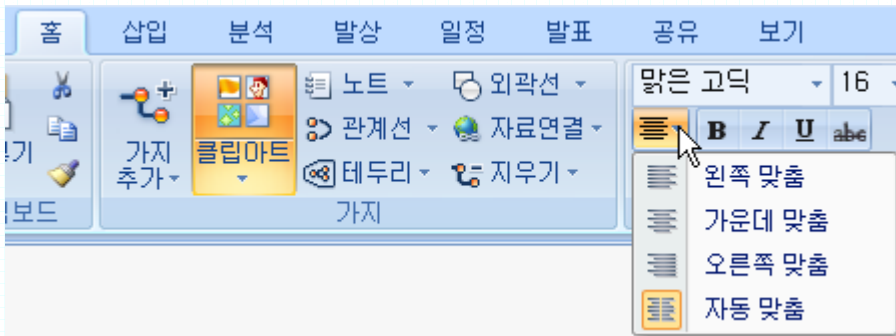 홈 삽입 분석 발상 일정 발표 공유 보기
노트 외곽선 맑은 고딕 16
관계선 자료연결 B I U abc
가지 추가 클립아트 테두리 지우기
가지
왼쪽 맞춤
가운데 맞춤
오른쪽 맞춤
자동 맞춤